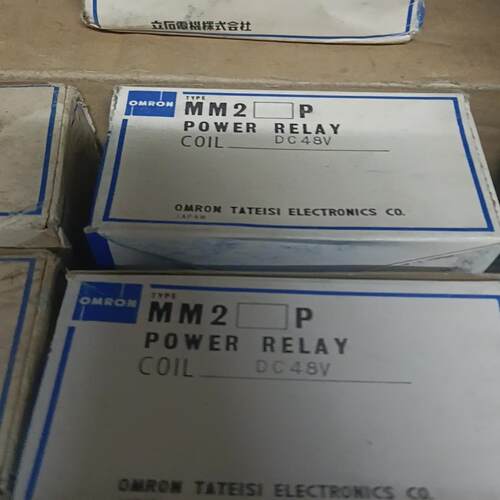 立石電機株式会社
OMRON
TYPE
MM2 □ P
POWER RELAY
COIL DC48V
OMRON TATEISI ELECTRONICS CO.
JAPAN
OMRON
TYPE
MM2 □ P
POWER RELAY
COIL DC48V
OMRON TATEISI ELECTRONICS CO.